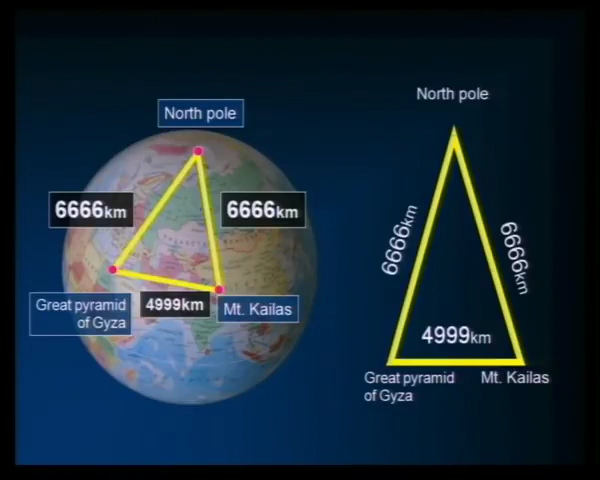 North pole
6666km
6666km
4999km
Great pyramid
of Gyza
Mt. Kailas
North pole
6666km
6666km
4999km
Great pyramid
of Gyza
Mt. Kailas